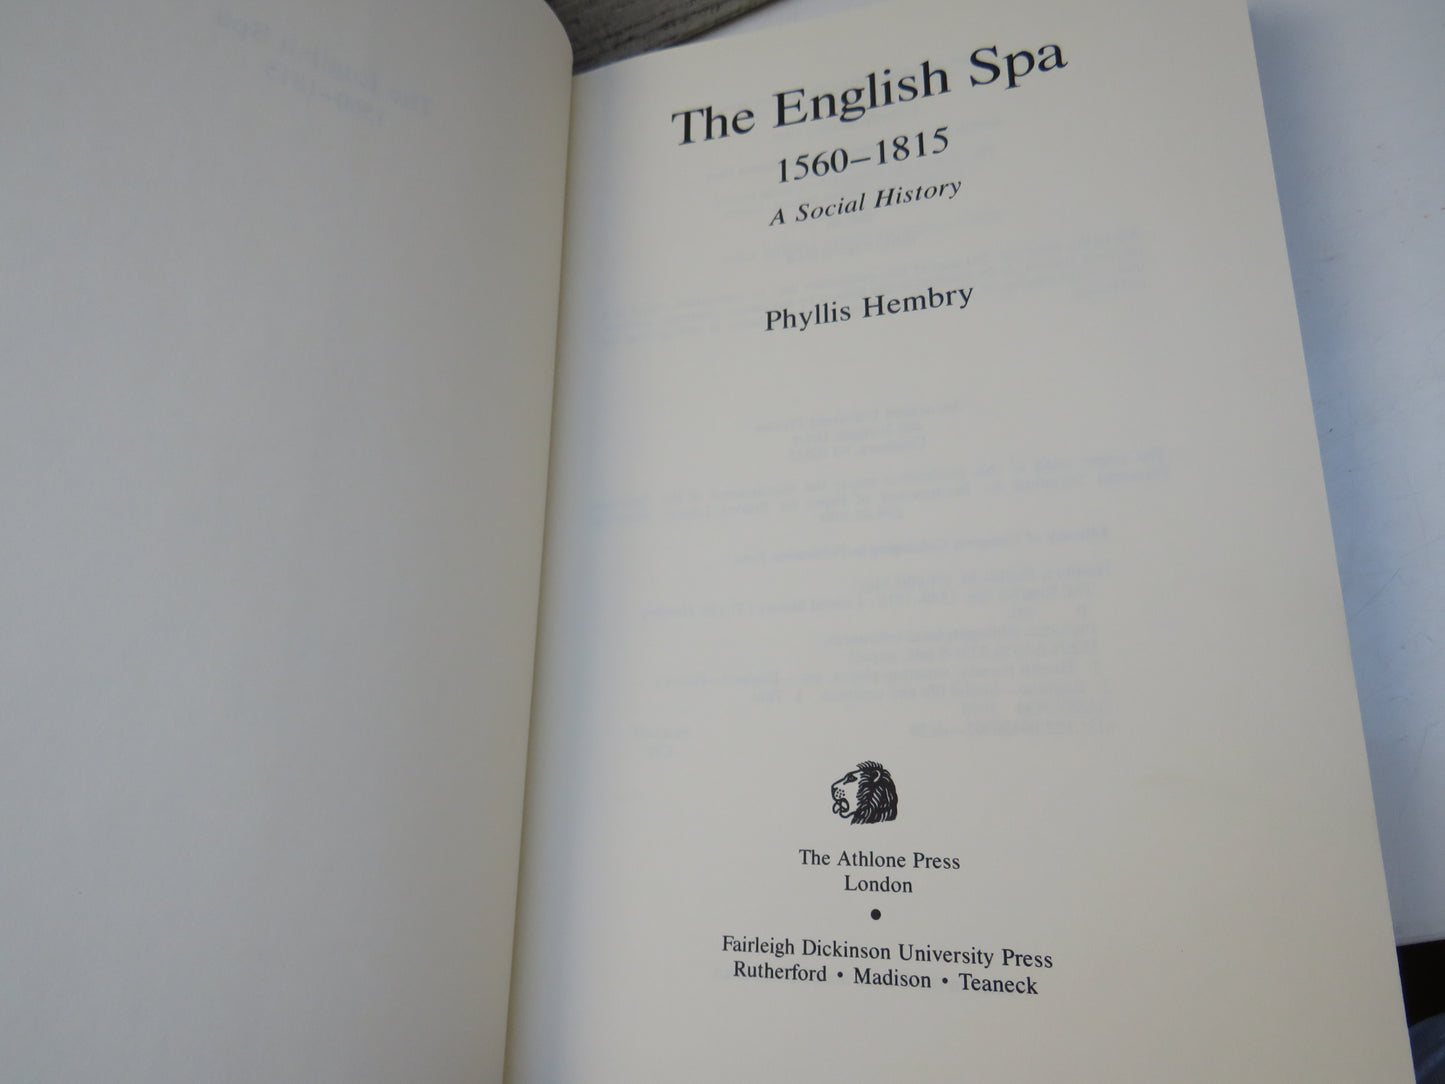 The English Spa
1560–1815
A Social History
Phyllis Hembry
The Athlone Press
London
•
Fairleigh Dickinson University Press
Rutherford • Madison • Teaneck